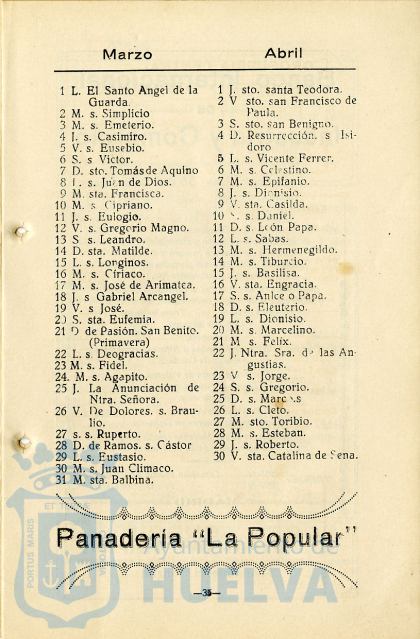 Marzo
1 L. El Santo Angel de la
Guarda.
2 M. s. Simplicio
3 M. s. Emeterio.
4 J. s. Casimiro.
5 V. s. Eusebio.
6 S. s Victor.
7 D. sto. Tomás de Aquino
8 L. s. Juan de Dios.
9 M. sta. Francisca.
10 M. s. Cipriano.
11 J. s. Eulogio.
12 V. s. Gregorio Magno.
13 S s. Leandro.
14 D. sta. Matilde.
15 L. s. Longinos.
16 M. s. Círiaco.
17 M. s. José de Arimatea.
18 J. s Gabriel Arcangel.
19 V s. José.
20 S. sta. Eufemia.
21 D de Pasión. San Benito.
(Primavera)
22 L. s. Deogracias.
23 M. s. Fidel.
24. M. s. Agapito.
25 J. La Anunciación de
Ntra. Señora.
26 V. De Dolores. s. Brau-
lio.
27 s. s. Ruperto.
28 D. de Ramos. s. Cástor
29 L. s. Eustasio.
30 M. s. Juan Climaco.
31 M. sta. Balbina.
Abril
1 J. sto. santa Teodora.
2 V sto. san Francisco de
Paula.
3 S. sto. san Benigno.
4 D. Resurrección. s Isi-
doro
5 L. s. Vicente Ferrer.
6 M. s. Celestino.
7 M. s. Epifanio.
8 J. s. Dionisio.
9 V. sta. Casilda.
10 S. s. Daniel.
11 D. s. León Papa.
12 L. s. Sabas.
13 M. s. Hermenegildo.
14 M. s. Tiburcio.
15 J. s. Basilisa.
16 V. sta. Engracia.
17 S. s. Papa.
18 D. s. Eleuterio.
19 L. s. Dionisio.
20 M. s. Marcelino.
21 M s. Felix.
22 J. Ntra. Sra. de las An-
gustias.
23 V s. Jorge.
24 S. s. Gregorio.
25 D. s. Marcos
26 L. s. Cleto.
27 M. sto. Toribio.
28 M. s. Esteban.
29 J. s. Roberto.
30 V. sta. Catalina de Sena.
Panadería "La Popular"
—35—
PORTUS MARIS
ET
Ayuntamiento de
HUELVA